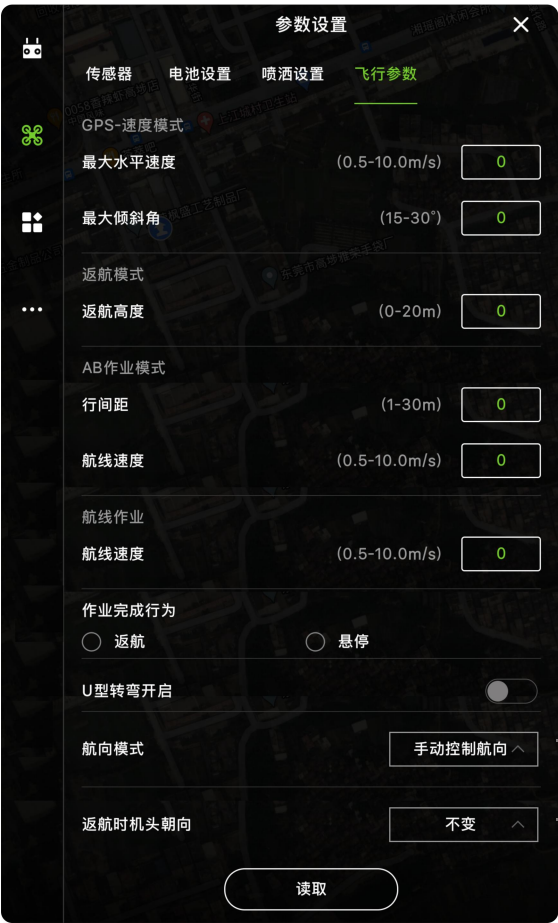 参数设置
传感器 电池设置 喷洒设置 飞行参数
GPS-速度模式
最大水平速度 (0.5-10.0m/s) 0
最大倾斜角 (15-30°) 0
返航模式
返航高度 (0-20m) 0
AB作业模式
行间距 (1-30m) 0
航线速度 (0.5-10.0m/s) 0
航线作业
航线速度 (0.5-10.0m/s) 0
作业完成行为
返航 悬停
U型转弯开启
航向模式 手动控制航向
返航时机头朝向 不变
读取